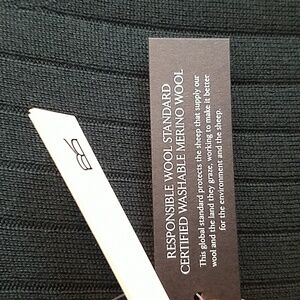 RESPONSIBLE WOOL STANDARD
CERTIFIED WASHABLE MERINO WOOL
This global standard protects the sheep that supply our
wool and the land they graze, working to make it better
for the environment and the sheep.
BR